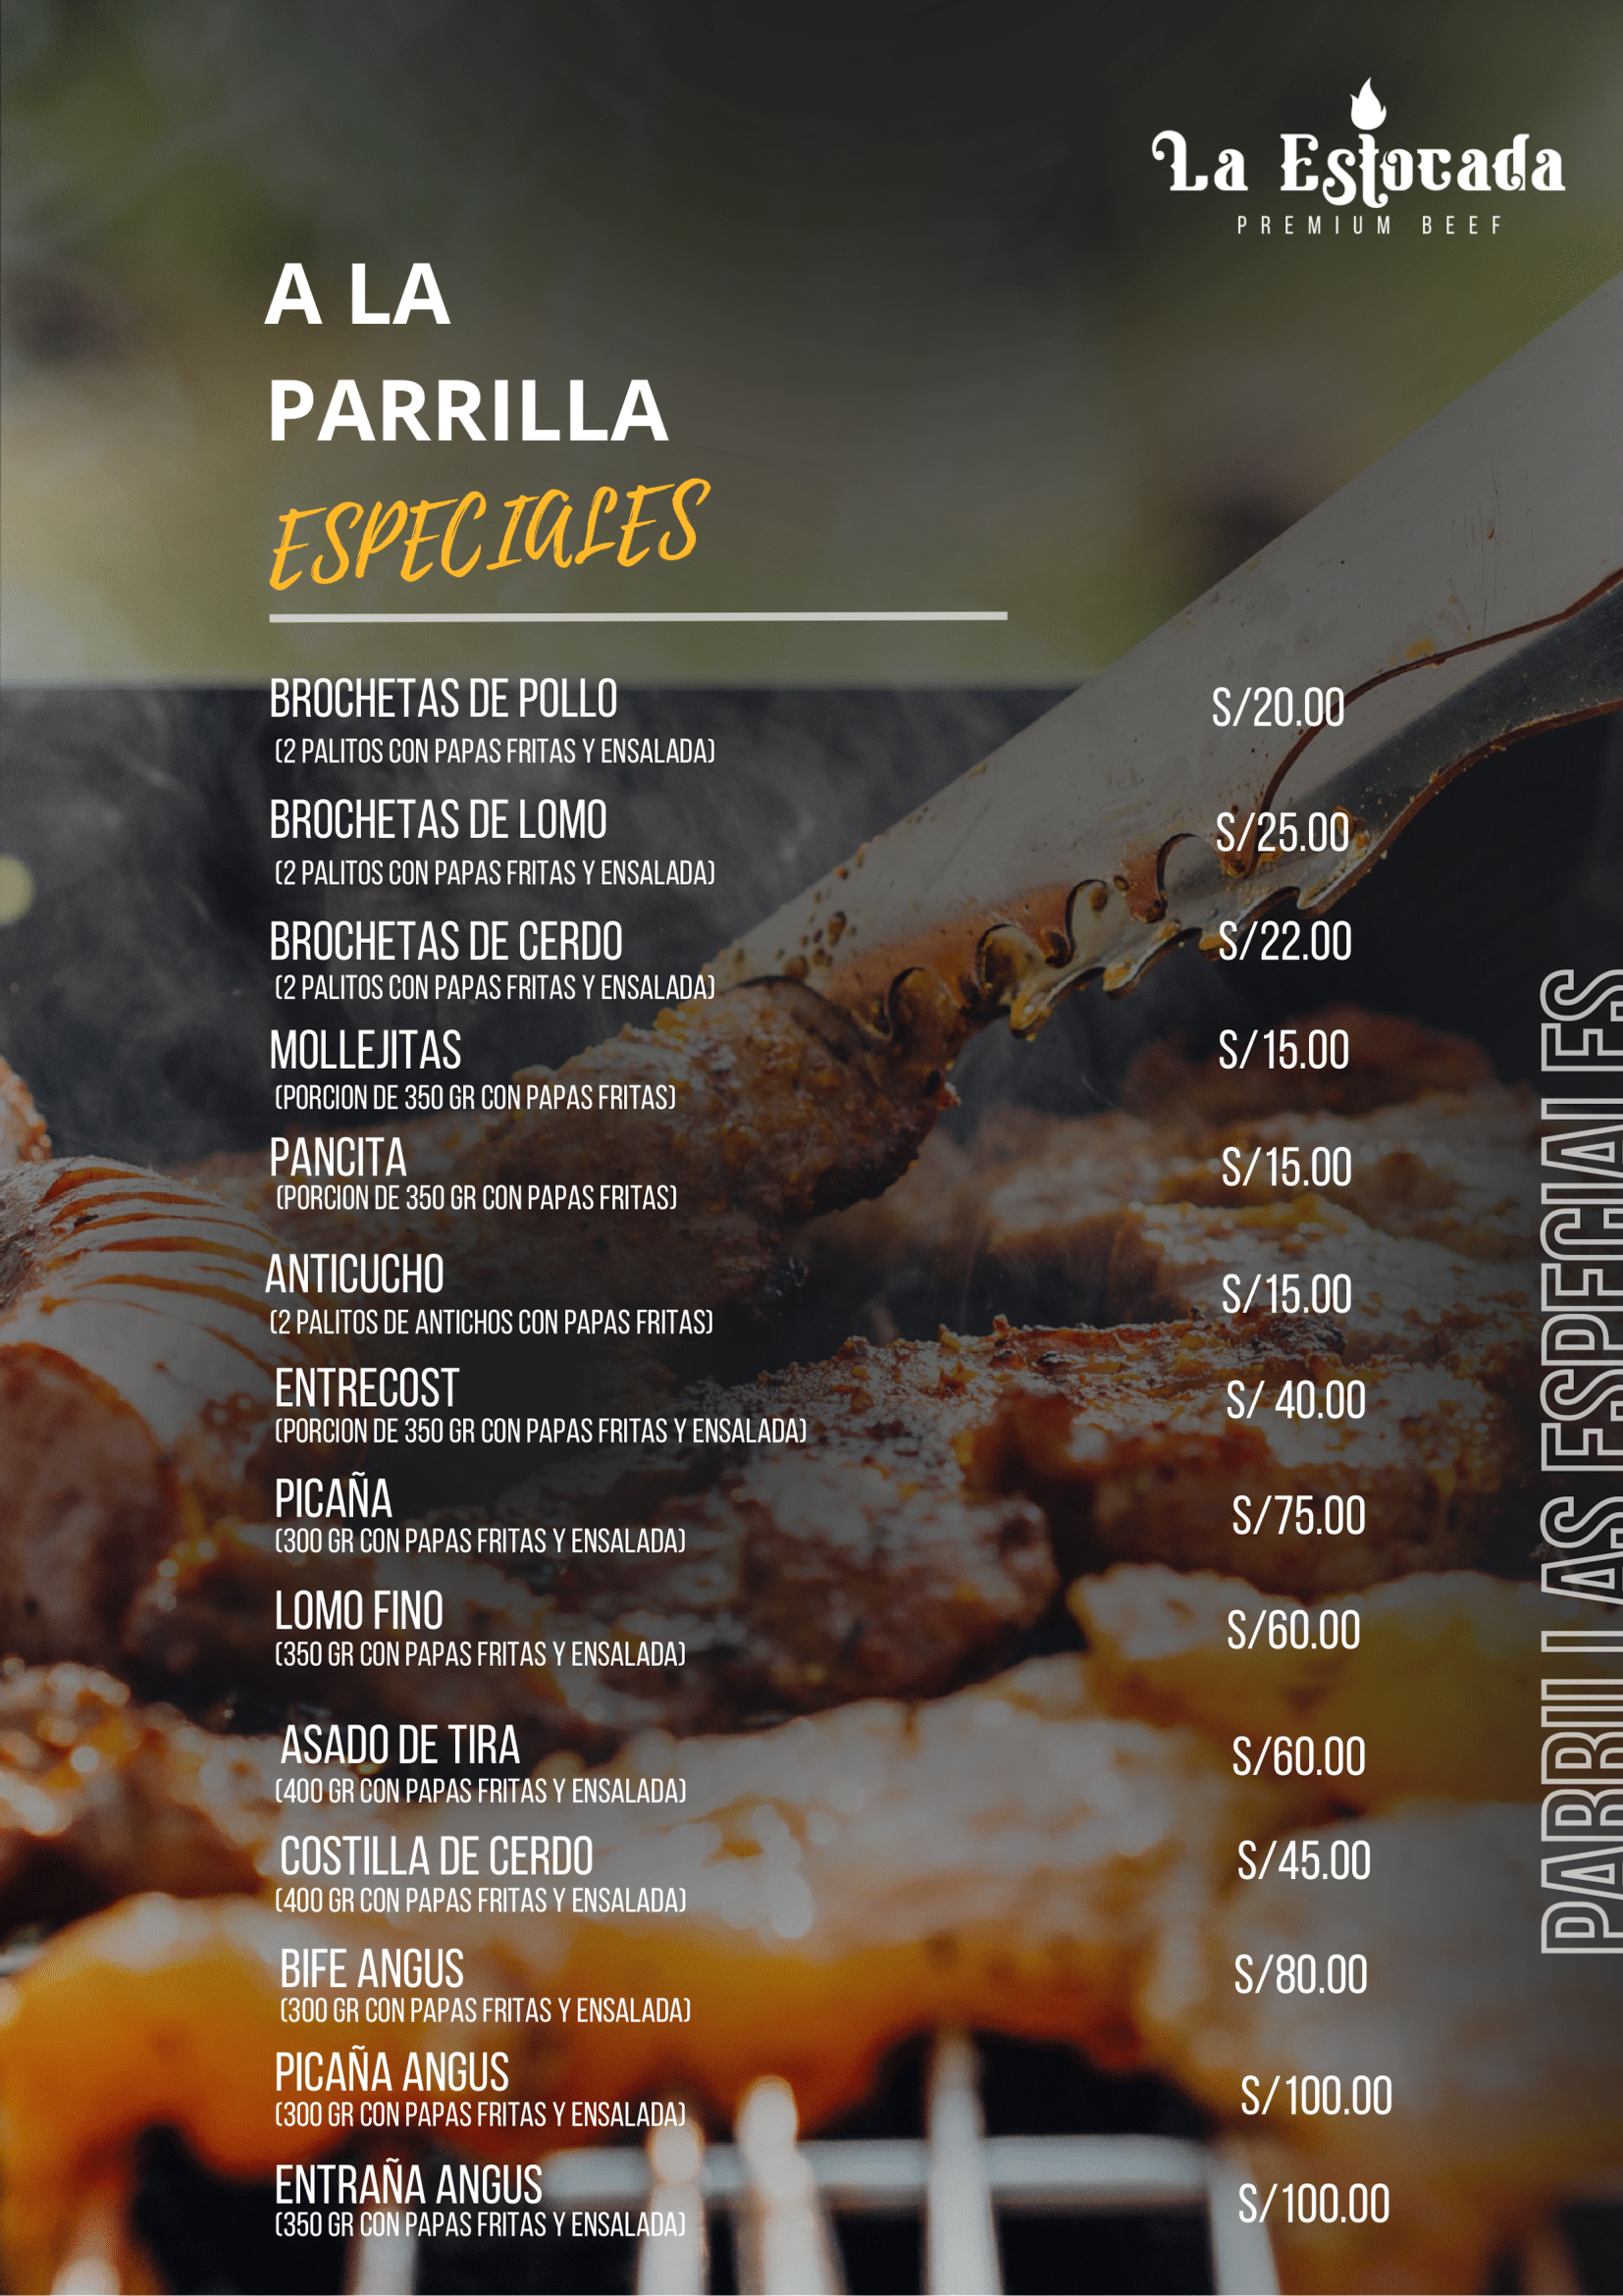 La Estocada
PREMIUM BEEF
A LA
PARRILLA
ESPECIALES
BROCHETAS DE POLLO S/20.00
(2 PALITOS CON PAPAS FRITAS Y ENSALADA)
BROCHETAS DE LOMO S/25.00
(2 PALITOS CON PAPAS FRITAS Y ENSALADA)
BROCHETAS DE CERDO S/22.00
(2 PALITOS CON PAPAS FRITAS Y ENSALADA)
MOLLEJITAS S/15.00
(PORCION DE 350 GR CON PAPAS FRITAS)
PANCITA S/15.00
(PORCION DE 350 GR CON PAPAS FRITAS)
ANTICUCHO S/15.00
(2 PALITOS DE ANTICHOS CON PAPAS FRITAS)
ENTRECOST S/ 40.00
(PORCION DE 350 GR CON PAPAS FRITAS Y ENSALADA)
PICAÑA S/75.00
(300 GR CON PAPAS FRITAS Y ENSALADA)
LOMO FINO S/60.00
(350 GR CON PAPAS FRITAS Y ENSALADA)
ASADO DE TIRA S/60.00
(400 GR CON PAPAS FRITAS Y ENSALADA)
COSTILLA DE CERDO S/45.00
(400 GR CON PAPAS FRITAS Y ENSALADA)
BIFE ANGUS S/80.00
(300 GR CON PAPAS FRITAS Y ENSALADA)
PICAÑA ANGUS S/100.00
(300 GR CON PAPAS FRITAS Y ENSALADA)
ENTRAÑA ANGUS S/100.00
(350 GR CON PAPAS FRITAS Y ENSALADA)
PARRILLAS ESPECIALES